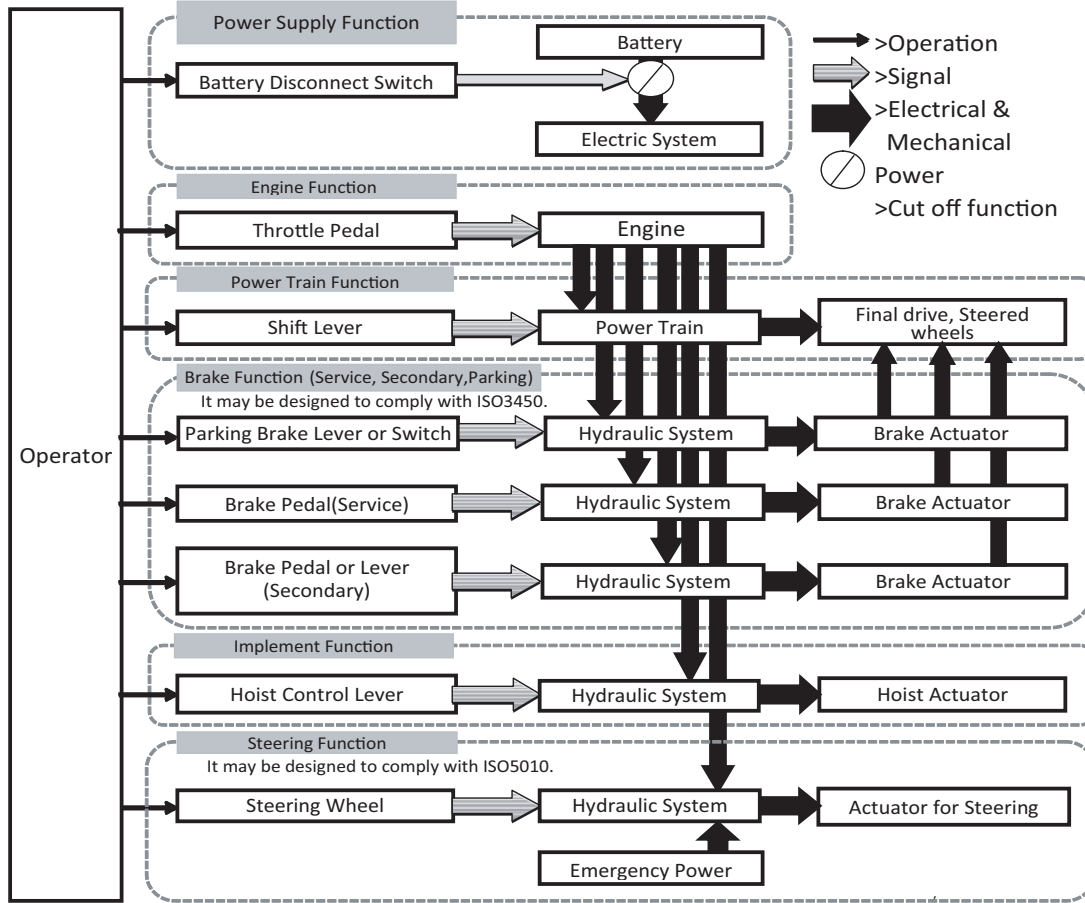 Power Supply Function
Battery
Battery Disconnect Switch
Electric System
>Operation
>Signal
>Electrical &
Mechanical
Power
>Cut off function
Engine Function
Throttle Pedal
Engine
Power Train Function
Shift Lever
Power Train
Final drive, Steered
wheels
Operator
Brake Function (Service, Secondary,Parking)
It may be designed to comply with ISO3450.
Parking Brake Lever or Switch
Hydraulic System
Brake Actuator
Brake Pedal(Service)
Hydraulic System
Brake Actuator
Brake Pedal or Lever
(Secondary)
Hydraulic System
Brake Actuator
Implement Function
Hoist Control Lever
Hydraulic System
Hoist Actuator
Steering Function
It may be designed to comply with ISO5010.
Steering Wheel
Hydraulic System
Actuator for Steering
Emergency Power